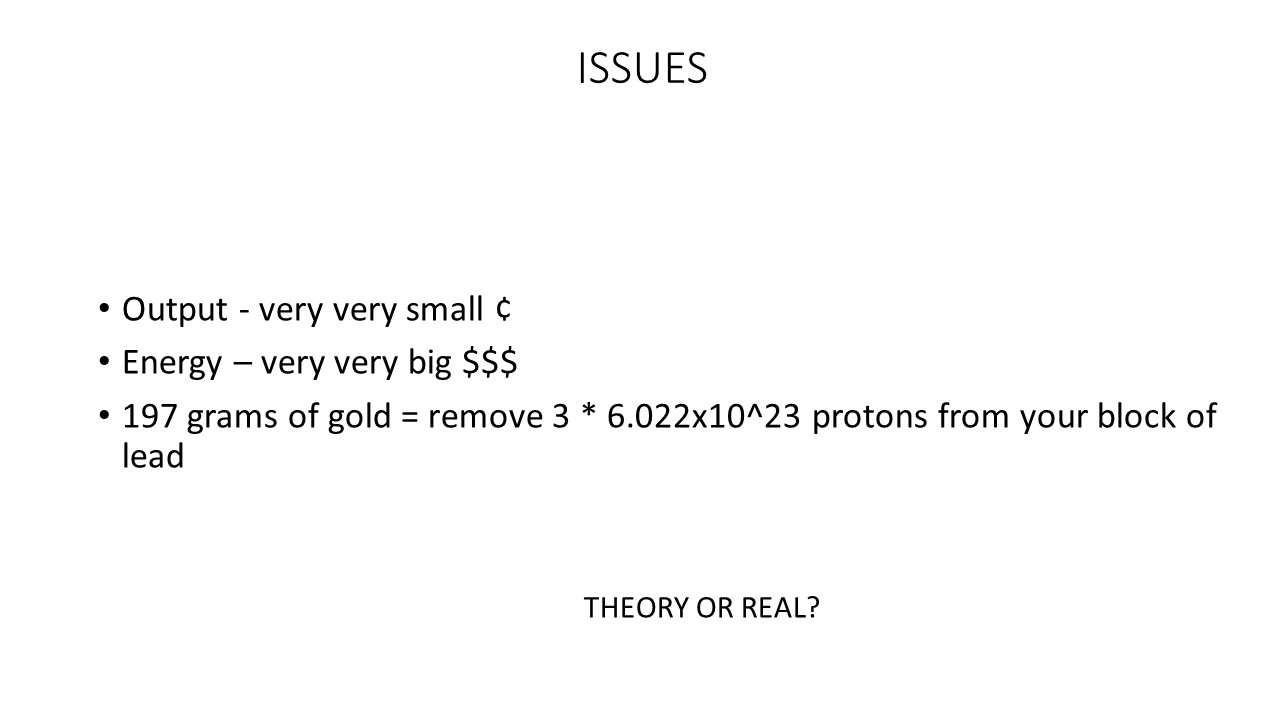 ISSUES
• Output - very very small ¢
• Energy – very very big $$$
• 197 grams of gold = remove 3 * 6.022x10^23 protons from your block of
lead
THEORY OR REAL?